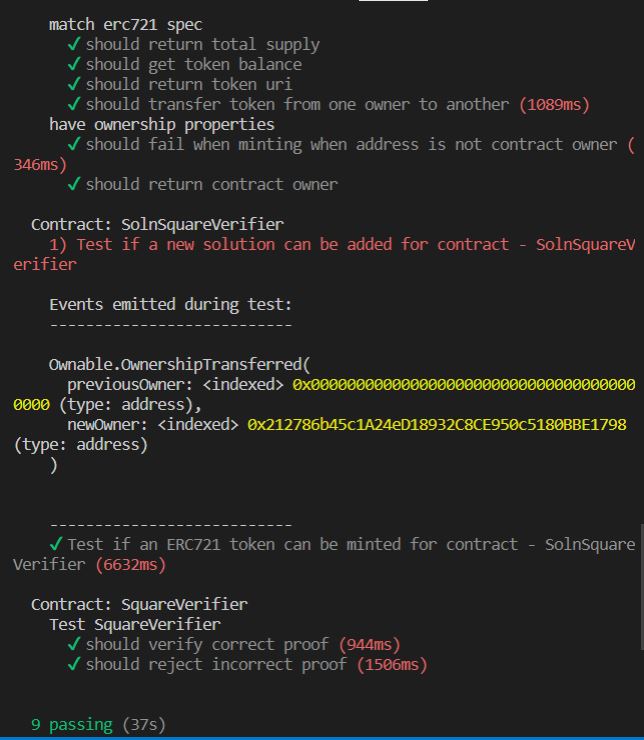 match erc721 spec
✓ should return total supply
✓ should get token balance
✓ should return token uri
✓ should transfer token from one owner to another (1089ms)
have ownership properties
✓ should fail when minting when address is not contract owner (
346ms)
✓ should return contract owner
Contract: SolnSquareVerifier
1) Test if a new solution can be added for contract - SolnSquareV
erifier
Events emitted during test:
---------------------------
Ownable.OwnershipTransferred(
previousOwner: <indexed> 0x000000000000000000000000000000000000
0000 (type: address),
newOwner: <indexed> 0x212786b45c1A24eD18932C8CE950c5180BBE1798
(type: address)
)
---------------------------
✓ Test if an ERC721 token can be minted for contract - SolnSquare
Verifier (6632ms)
Contract: SquareVerifier
Test SquareVerifier
✓ should verify correct proof (944ms)
✓ should reject incorrect proof (1506ms)
9 passing (37s)